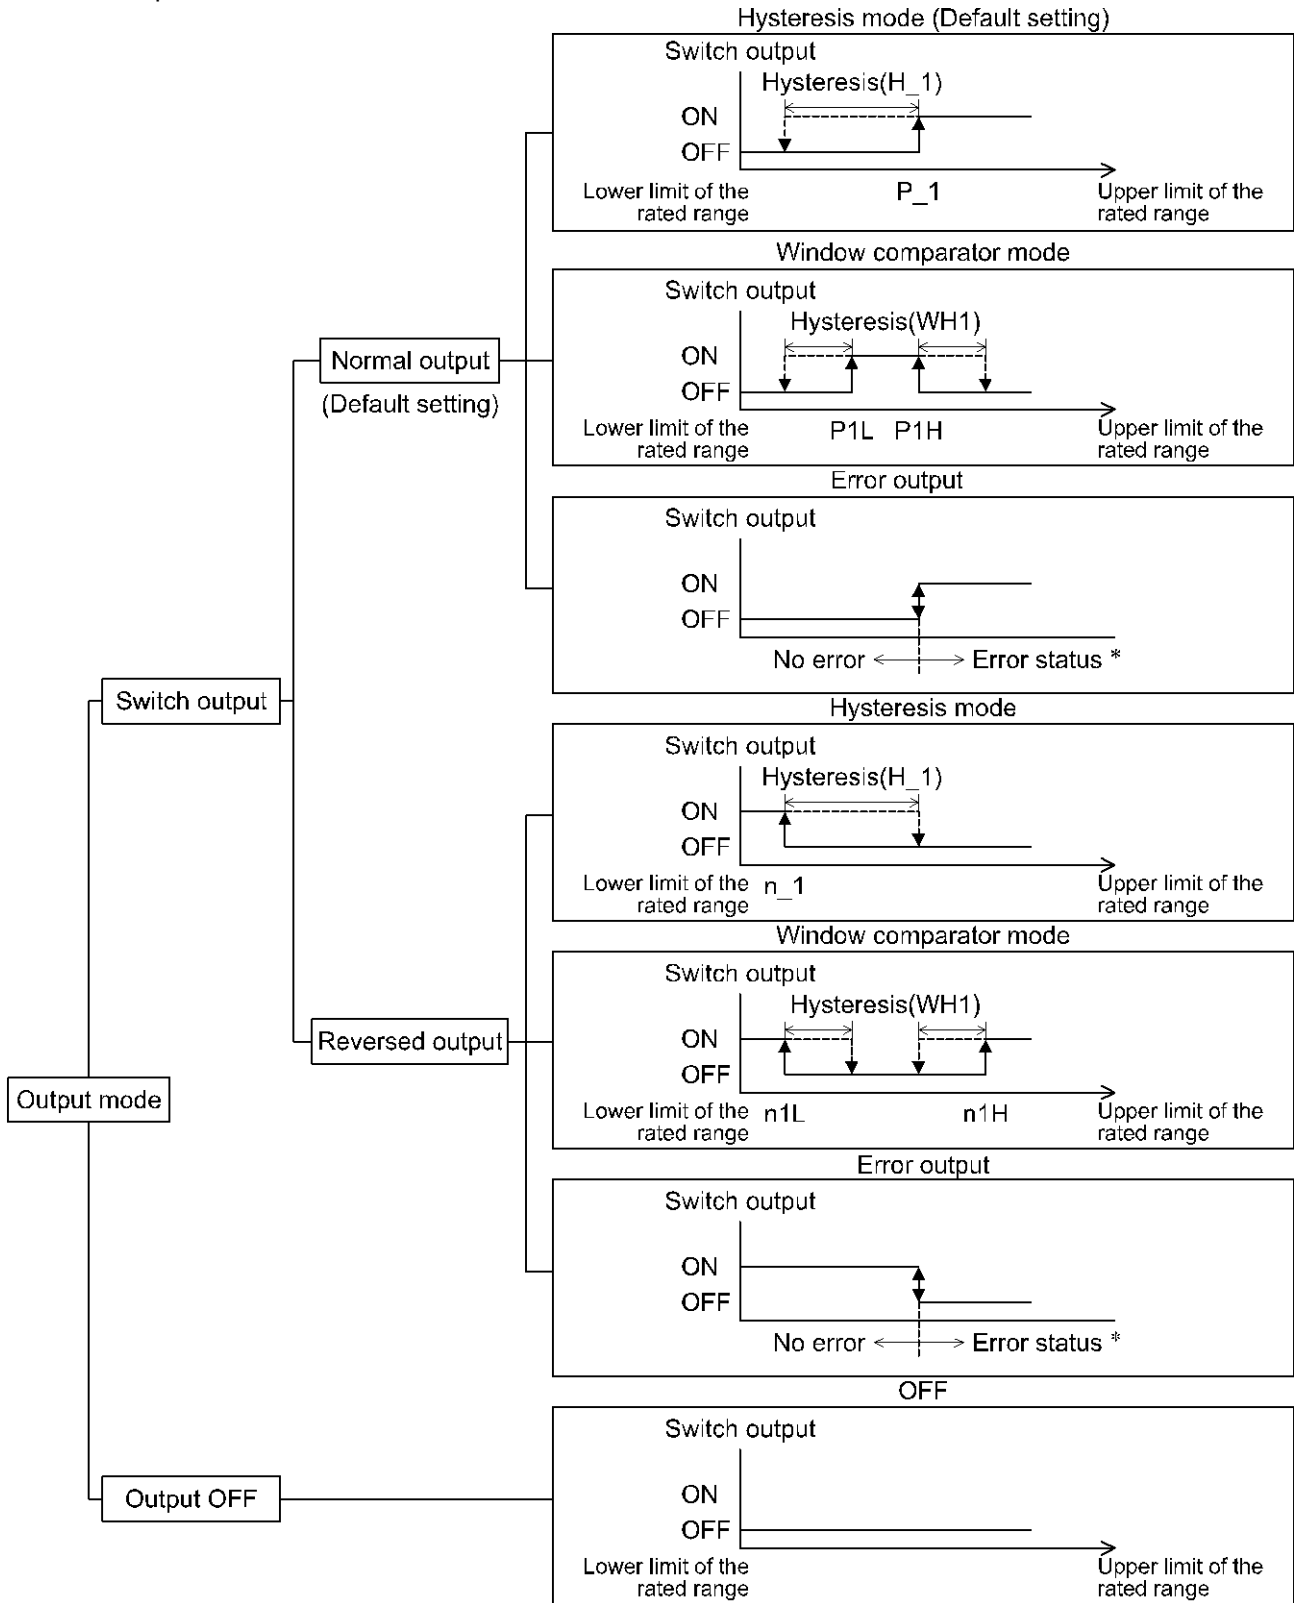 Hysteresis mode (Default setting)
Switch output
Hysteresis(H_1)
ON
OFF
Lower limit of the
rated range
P_1
Upper limit of the
rated range
Window comparator mode
Switch output
Hysteresis(WH1)
ON
OFF
Lower limit of the
rated range
P1L P1H
Upper limit of the
rated range
Normal output
(Default setting)
Error output
Switch output
ON
OFF
No error
Error status *
Switch output
Hysteresis mode
Switch output
Hysteresis(H_1)
ON
OFF
Lower limit of the
rated range
n_1
Upper limit of the
rated range
Window comparator mode
Switch output
Hysteresis(WH1)
ON
OFF
Lower limit of the
rated range
n1L n1H
Upper limit of the
rated range
Reversed output
Output mode
Error output
Switch output
ON
OFF
No error
Error status *
OFF
Switch output
ON
OFF
Lower limit of the
rated range
Upper limit of the
rated range
Output OFF